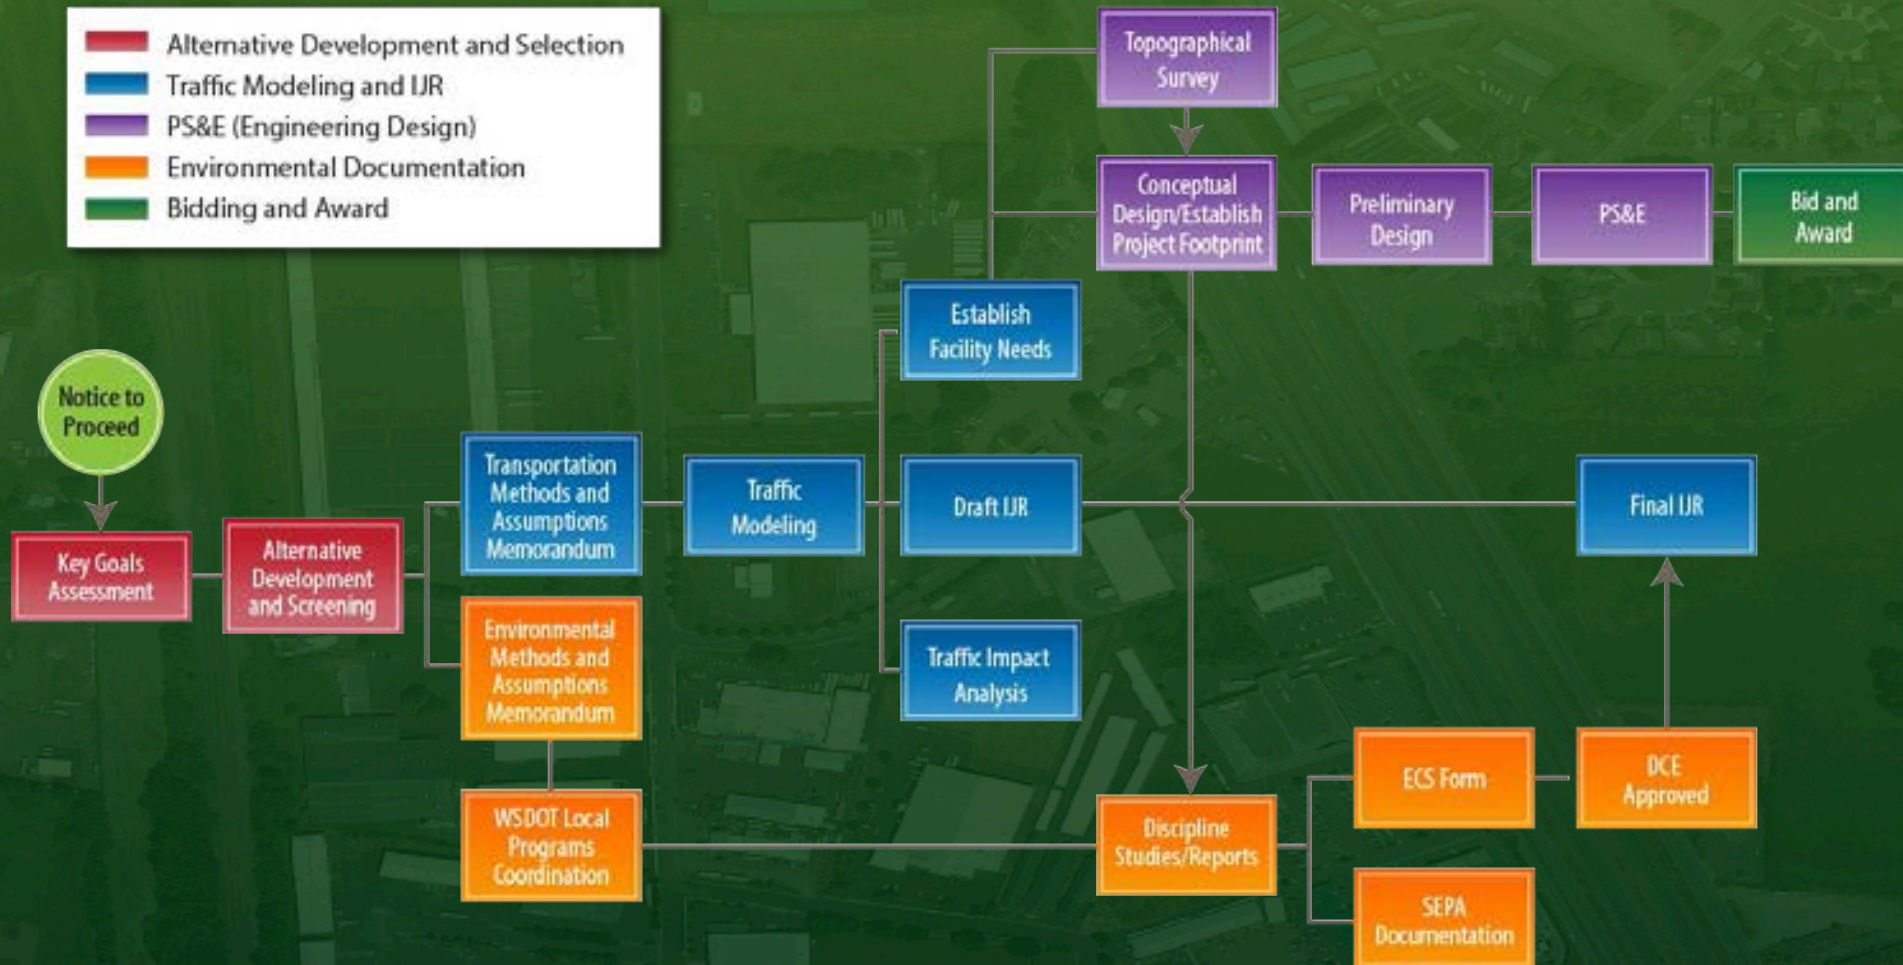 Alternative Development and Selection
Traffic Modeling and IJR
PS&E (Engineering Design)
Environmental Documentation
Bidding and Award
Topographical
Survey
Conceptual
Design/Establish
Project Footprint
Preliminary
Design
PS&E
Bid and
Award
Establish
Facility Needs
Notice to
Proceed
Key Goals
Assessment
Alternative
Development
and Screening
Transportation
Methods and
Assumptions
Memorandum
Traffic
Modeling
Draft IJR
Final IJR
Environmental
Methods and
Assumptions
Memorandum
Traffic Impact
Analysis
WSDOT Local
Programs
Coordination
Discipline
Studies/Reports
ECS Form
DCE
Approved
SEPA
Documentation